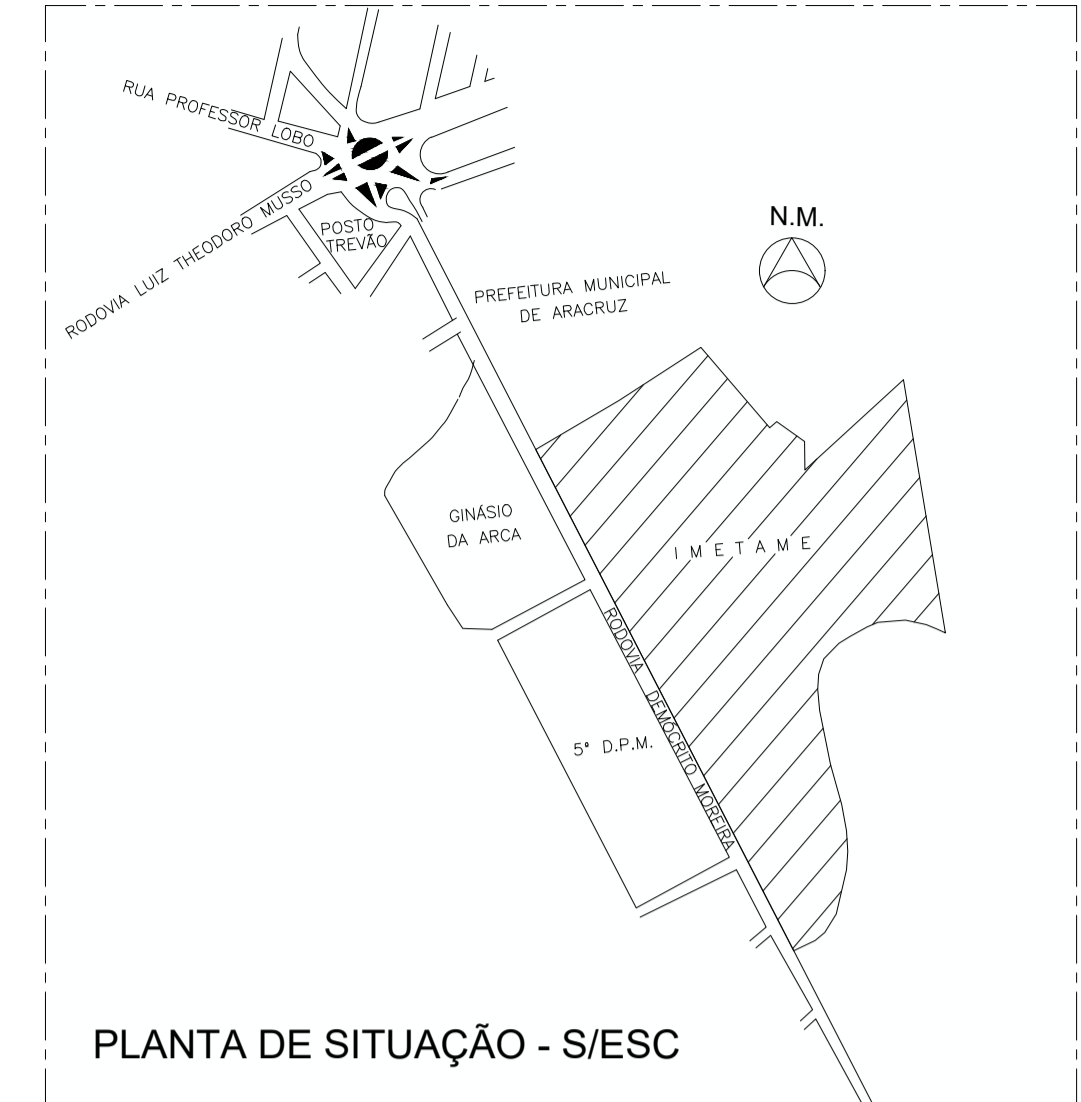 RUA PROFESSOR LOBO
RODOVIA LUIZ THEODORO MUSSO
POSTO
TREVÃO
N.M.
PREFEITURA MUNICIPAL
DE ARACRUZ
GINÁSIO
DA ARCA
I M E T A M E
RODOVIA DEMÓCRITO MOREIRA
5° D.P.M.
PLANTA DE SITUAÇÃO - S/ESC